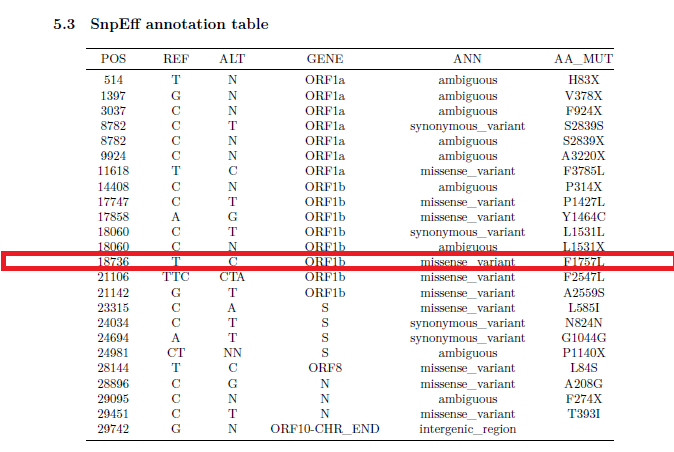 5.3 SnpEff annotation table
POS REF ALT GENE ANN AA_MUT
514 T N ORF1a ambiguous H83X
1397 G N ORF1a ambiguous V378X
3037 C N ORF1a ambiguous F924X
8782 C T ORF1a synonymous_variant S2839S
8782 C N ORF1a ambiguous S2839X
9924 C N ORF1a ambiguous A3220X
11618 T C ORF1a missense_variant F3785L
14408 C N ORF1b ambiguous P314X
17747 C T ORF1b missense_variant P1427L
17858 A G ORF1b missense_variant Y1464C
18060 C T ORF1b synonymous_variant L1531L
18060 C N ORF1b ambiguous L1531X
18736 T C ORF1b missense_variant F1757L
21106 TTC CTA ORF1b missense_variant F2547L
21142 G T ORF1b missense_variant A2559S
23315 C A S missense_variant L585I
24034 C T S synonymous_variant N824N
24694 A T S synonymous_variant G1044G
24981 CT NN S ambiguous P1140X
28144 T C ORF8 missense_variant L84S
28896 C G N missense_variant A208G
29095 C N N ambiguous F274X
29451 C T N missense_variant T393I
29742 G N ORF10-CHR_END intergenic_region